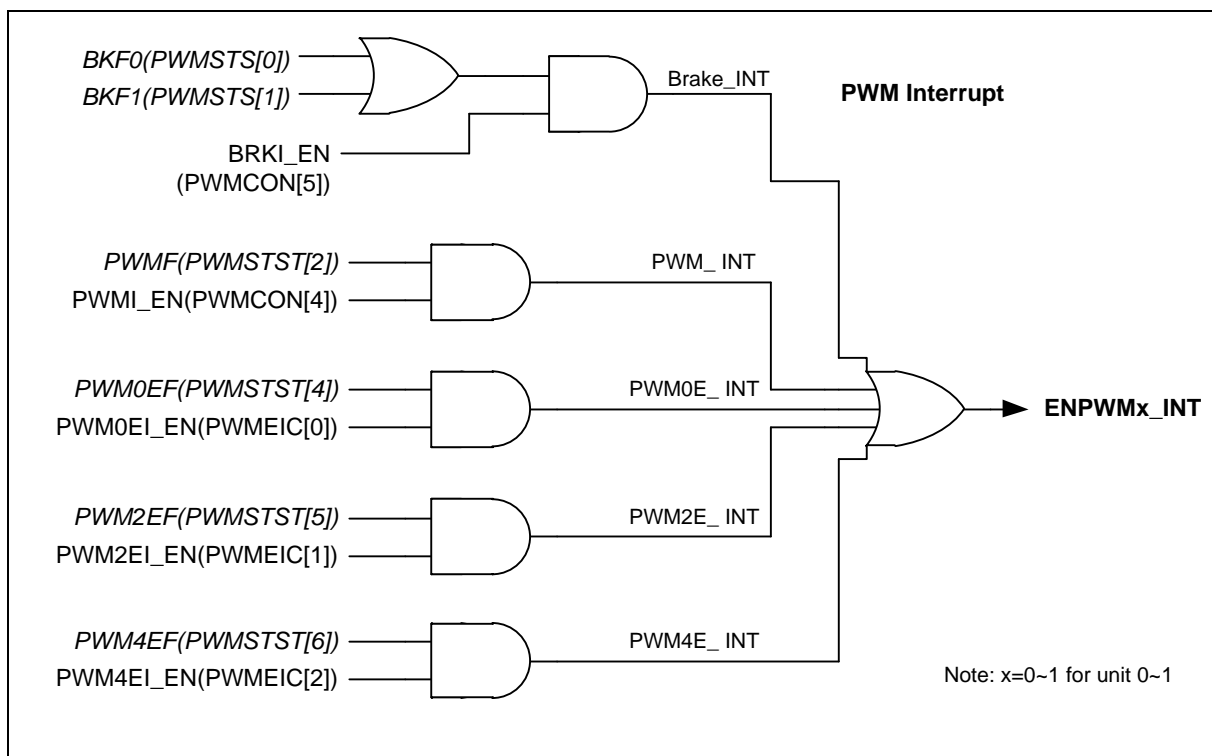 BKF0(PWMSTS[0])
BKF1(PWMSTS[1])
Brake_INT
PWM Interrupt
BRKI_EN
(PWMCON[5])
PWMF(PWMSTST[2])
PWMI_EN(PWMCON[4])
PWM_ INT
PWM0EF(PWMSTST[4])
PWM0EI_EN(PWMEIC[0])
PWM0E_ INT
ENPWMx_INT
PWM2EF(PWMSTST[5])
PWM2EI_EN(PWMEIC[1])
PWM2E_ INT
PWM4EF(PWMSTST[6])
PWM4EI_EN(PWMEIC[2])
PWM4E_ INT
Note: x=0~1 for unit 0~1